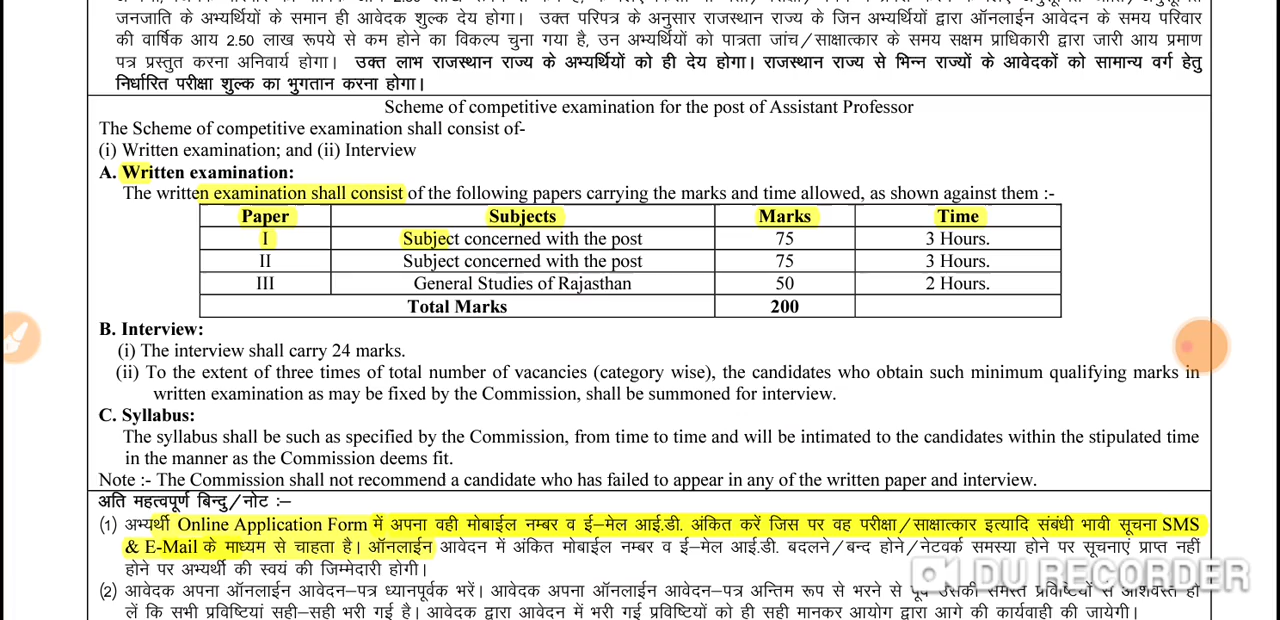 जनजाति के अभ्यर्थियों के समान ही आवेदक शुल्क देय होगा। उक्त परिपत्र के अनुसार राजस्थान राज्य के जिन अभ्यर्थियों द्वारा ऑनलाईन आवेदन के समय परिवार
की वार्षिक आय 2.50 लाख रूपये से कम होने का विकल्प चुना गया है, उन अभ्यर्थियों को पात्रता जांच/साक्षात्कार के समय सक्षम प्राधिकारी द्वारा जारी आय प्रमाण
पत्र प्रस्तुत करना अनिवार्य होगा। उक्त लाभ राजस्थान राज्य के अभ्यर्थियों को ही देय होगा। राजस्थान राज्य से भिन्न राज्यों के आवेदकों को सामान्य वर्ग हेतु
निर्धारित परीक्षा शुल्क का भुगतान करना होगा।
Scheme of competitive examination for the post of Assistant Professor
The Scheme of competitive examination shall consist of-
(i) Written examination; and (ii) Interview
A. Written examination:
The written examination shall consist of the following papers carrying the marks and time allowed, as shown against them :-
Paper Subjects Marks Time
I Subject concerned with the post 75 3 Hours.
II Subject concerned with the post 75 3 Hours.
III General Studies of Rajasthan 50 2 Hours.
Total Marks 200
B. Interview:
(i) The interview shall carry 24 marks.
(ii) To the extent of three times of total number of vacancies (category wise), the candidates who obtain such minimum qualifying marks in
written examination as may be fixed by the Commission, shall be summoned for interview.
C. Syllabus:
The syllabus shall be such as specified by the Commission, from time to time and will be intimated to the candidates within the stipulated time
in the manner as the Commission deems fit.
Note :- The Commission shall not recommend a candidate who has failed to appear in any of the written paper and interview.
अति महत्वपूर्ण बिन्दु/नोट :–
(1) अभ्यर्थी Online Application Form में अपना वही मोबाईल नम्बर व ई–मेल आई.डी. अंकित करें जिस पर वह परीक्षा/साक्षात्कार इत्यादि संबंधी भावी सूचना SMS
& E-Mail के माध्यम से चाहता है। ऑनलाईन आवेदन में अंकित मोबाईल नम्बर व ई–मेल आई.डी. बदलने/बन्द होने/नेटवर्क समस्या होने पर सूचनाएं प्राप्त नहीं
होने पर अभ्यर्थी की स्वयं की जिम्मेदारी होगी।
DU RECORDER
(2) आवेदक अपना ऑनलाईन आवेदन–पत्र ध्यानपूर्वक भरें। आवेदक अपना ऑनलाईन आवेदन–पत्र अन्तिम रूप से भरने से पूर्व उसकी समस्त प्रविष्टियों से आश्वस्त हो
लें कि सभी प्रविष्टियां सही–सही भरी गई है। आवेदक द्वारा आवेदन में भरी गई प्रविष्टियों को ही सही मानकर आयोग द्वारा आगे की कार्यवाही की जायेगी।